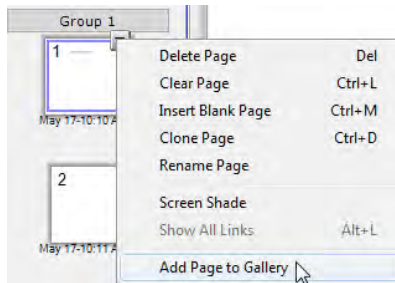 Group 1
1
May 17-10:10 A
2
May 17-10:11 A
Delete Page Del
Clear Page Ctrl+L
Insert Blank Page Ctrl+M
Clone Page Ctrl+D
Rename Page
Screen Shade
Show All Links Alt+L
Add Page to Gallery